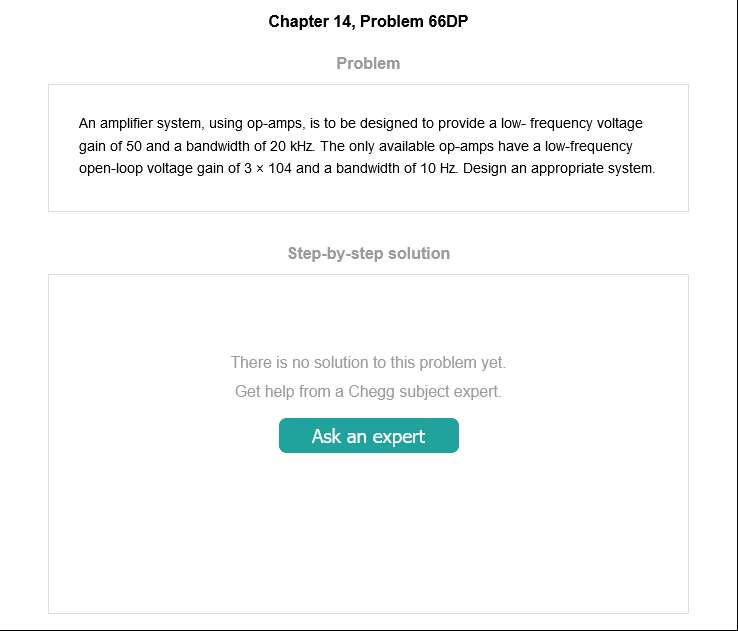 Chapter 14, Problem 66DP
Problem
An amplifier system, using op-amps, is to be designed to provide a low- frequency voltage
gain of 50 and a bandwidth of 20 kHz. The only available op-amps have a low-frequency
open-loop voltage gain of 3 × 104 and a bandwidth of 10 Hz. Design an appropriate system.
Step-by-step solution
There is no solution to this problem yet.
Get help from a Chegg subject expert.
Ask an expert